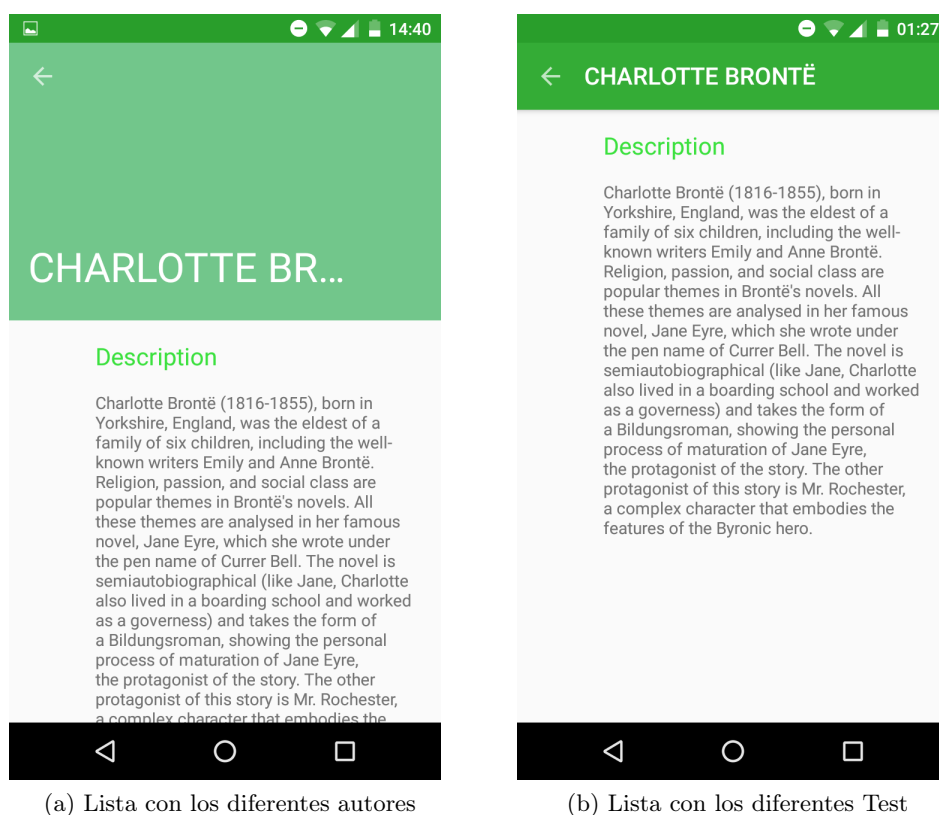 14:40
CHARLOTTE BR...
Description
Charlotte Brontë (1816-1855), born in
Yorkshire, England, was the eldest of a
family of six children, including the well-
known writers Emily and Anne Brontë.
Religion, passion, and social class are
popular themes in Brontë's novels. All
these themes are analysed in her famous
novel, Jane Eyre, which she wrote under
the pen name of Currer Bell. The novel is
semiautobiographical (like Jane, Charlotte
also lived in a boarding school and worked
as a governess) and takes the form of
a Bildungsroman, showing the personal
process of maturation of Jane Eyre,
the protagonist of the story. The other
protagonist of this story is Mr. Rochester,
a complex character that embodies the
(a) Lista con los diferentes autores
01:27
CHARLOTTE BRONTË
Description
Charlotte Brontë (1816-1855), born in
Yorkshire, England, was the eldest of a
family of six children, including the well-
known writers Emily and Anne Brontë.
Religion, passion, and social class are
popular themes in Brontë's novels. All
these themes are analysed in her famous
novel, Jane Eyre, which she wrote under
the pen name of Currer Bell. The novel is
semiautobiographical (like Jane, Charlotte
also lived in a boarding school and worked
as a governess) and takes the form of
a Bildungsroman, showing the personal
process of maturation of Jane Eyre,
the protagonist of the story. The other
protagonist of this story is Mr. Rochester,
a complex character that embodies the
features of the Byronic hero.
(b) Lista con los diferentes Test